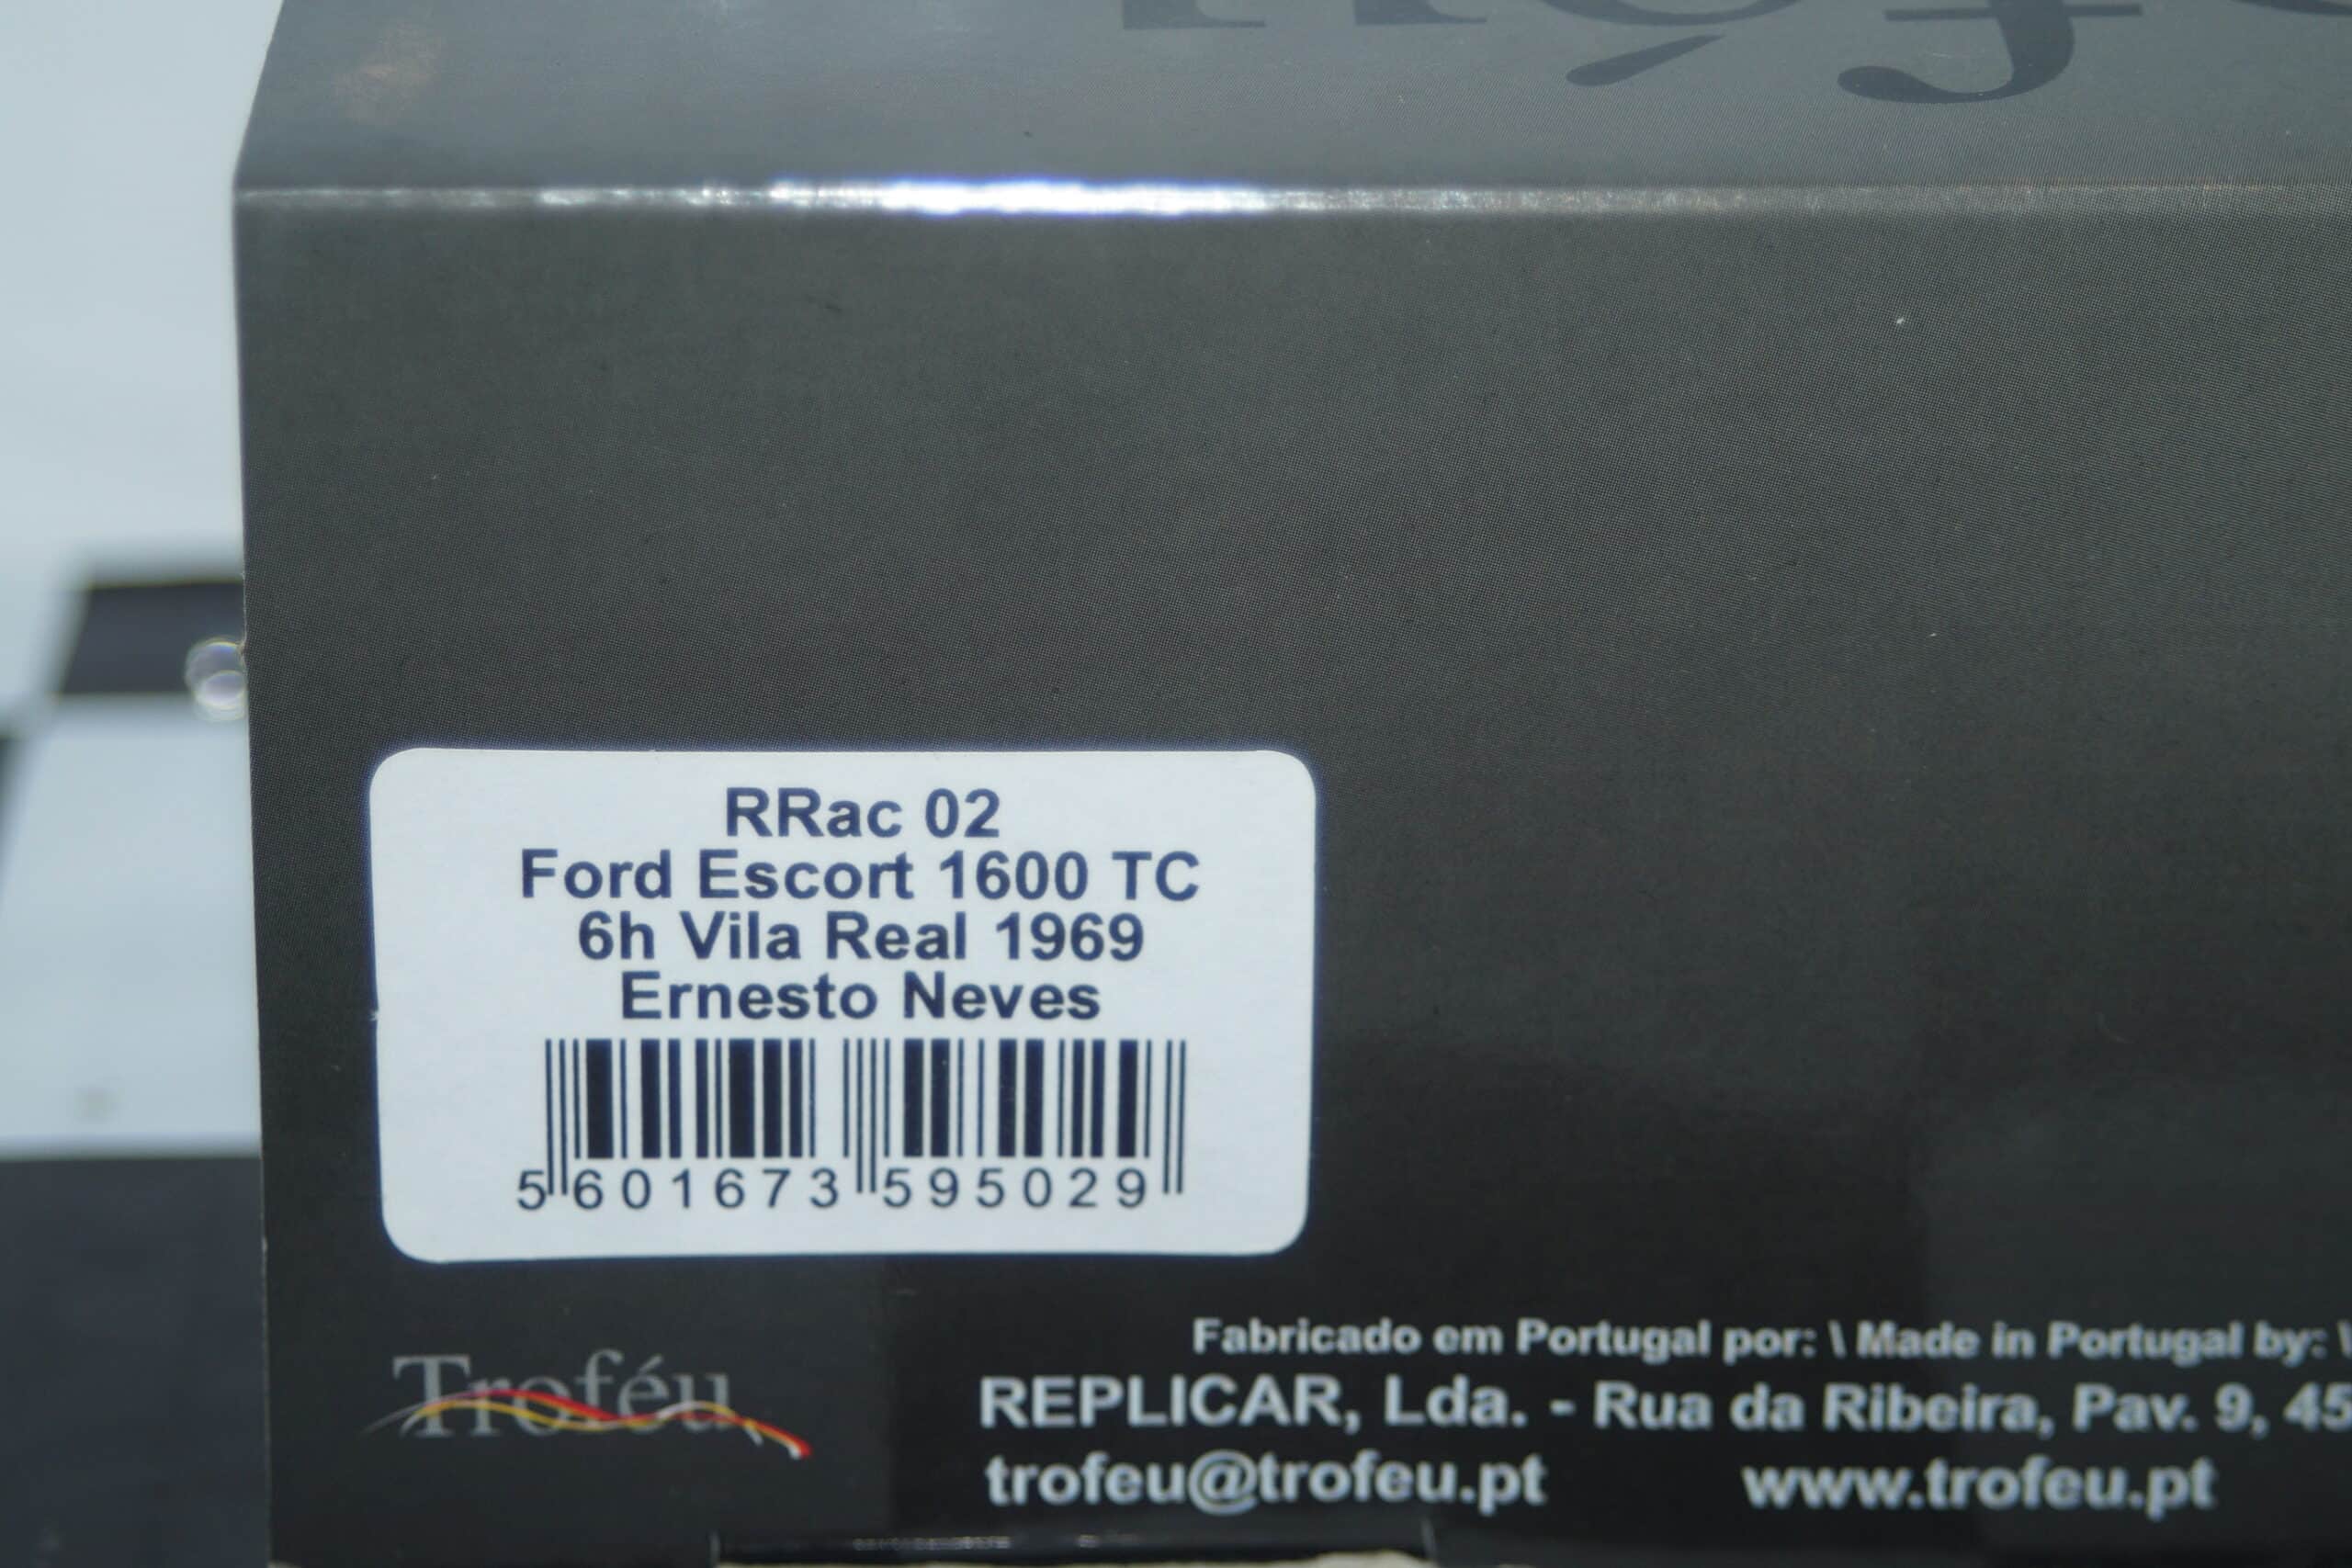 RRac 02
Ford Escort 1600 TC
6h Vila Real 1969
Ernesto Neves
5 601673 595029
Troféu
Fabricado em Portugal por: \ Made in Portugal by: \
REPLICAR, Lda. - Rua da Ribeira, Pav. 9, 45
trofeu@trofeu.pt www.trofeu.pt